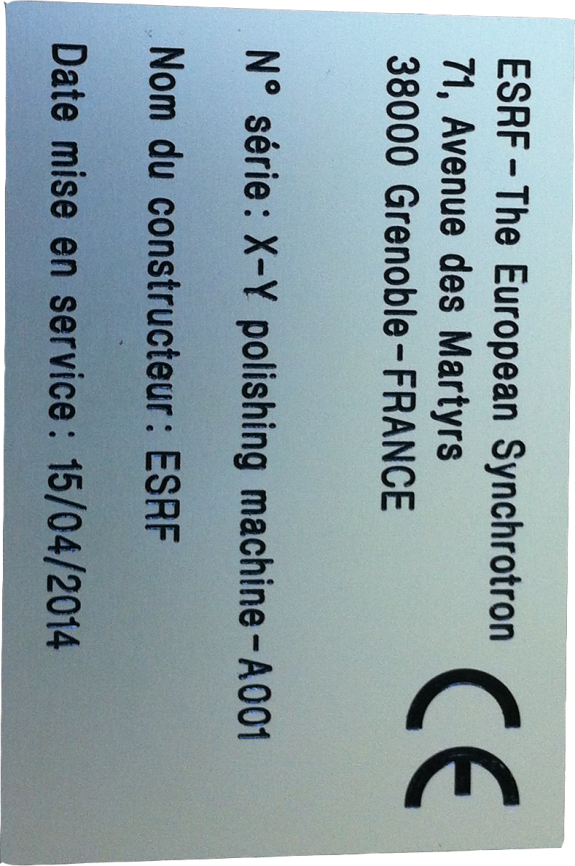 ESRF-The European Synchrotron
71, Avenue des Martyrs
38000 Grenoble-FRANCE
CE
N° série: X-Y polishing machine-A001
Nom du constructeur: ESRF
Date mise en service: 15/04/2014